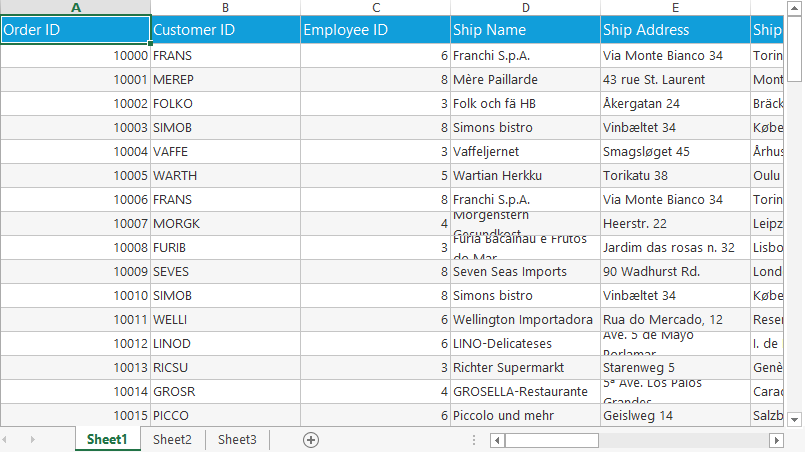 A B C D E
Order ID Customer ID Employee ID Ship Name Ship Address Ship
10000 FRANS 6 Franchi S.p.A. Via Monte Bianco 34 Torin
10001 MEREP 8 Mère Paillarde 43 rue St. Laurent Mont
10002 FOLKO 3 Folk och fä HB Åkergatan 24 Bräck
10003 SIMOB 8 Simons bistro Vinbæltet 34 Købe
10004 VAFFE 3 Vaffeljernet Smagsløget 45 Århus
10005 WARTH 5 Wartian Herkku Torikatu 38 Oulu
10006 FRANS 8 Franchi S.p.A. Via Monte Bianco 34 Torin
10007 MORGK 4 Morgenstern Gesundkost Heerstr. 22 Leipz
10008 FURIB 3 Furia Bacalhau e Frutos do Mar Jardim das rosas n. 32 Lisbo
10009 SEVES 8 Seven Seas Imports 90 Wadhurst Rd. Lond
10010 SIMOB 8 Simons bistro Vinbæltet 34 Købe
10011 WELLI 6 Wellington Importadora Rua do Mercado, 12 Rese
10012 LINOD 6 LINO-Delicateses Ave. 5 de Mayo Porlamar I. de
10013 RICSU 3 Richter Supermarkt Starenweg 5 Genè
10014 GROSR 4 GROSELLA-Restaurante 5ª Ave. Los Palos Grandes Carac
10015 PICCO 6 Piccolo und mehr Geislweg 14 Salzb
Sheet1 Sheet2 Sheet3